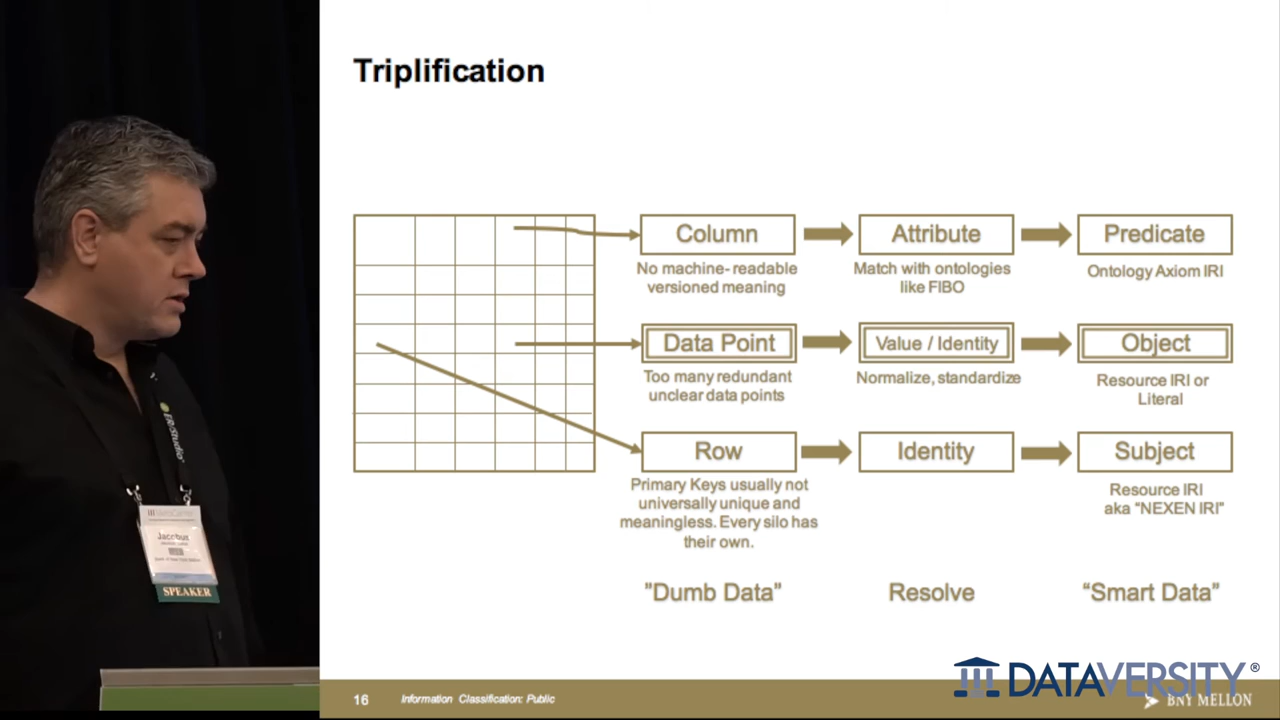 Triplification
Column
Attribute
Predicate
No machine- readable
versioned meaning
Match with ontologies
like FIBO
Ontology Axiom IRI
Data Point
Value / Identity
Object
Too many redundant
unclear data points
Normalize, standardize
Resource IRI or
Literal
Row
Identity
Subject
Primary Keys usually not
universally unique and
meaningless. Every silo has
their own.
Resource IRI
aka “NEXEN IRI”
”Dumb Data”
Resolve
“Smart Data”
ER/Studio
Jacobus
SPEAKER
16
Information Classification: Public
DATAVERSITY®
BNY MELLON